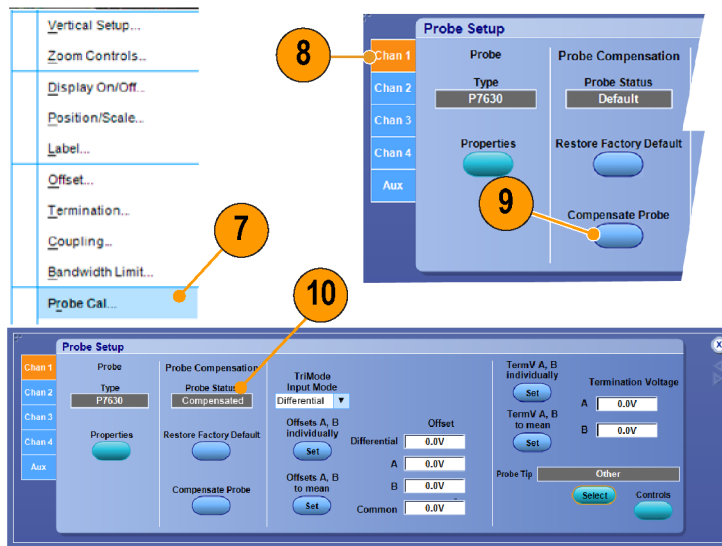 Vertical Setup...
Zoom Controls..
Display On/Off...
Position/Scale...
Label...
Offset...
Termination...
Coupling...
Bandwidth Limit...
Probe Cal...
7
8
Probe Setup
Chan 1
Chan 2
Chan 3
Chan 4
Aux
Probe
Type
P7630
Properties
Probe Compensation
Probe Status
Default
Restore Factory Default
Compensate Probe
9
10
Probe Setup
Chan 1
Chan 2
Chan 3
Chan 4
Aux
Probe
Type
P7630
Properties
Probe Compensation
Probe Status
Compensated
Restore Factory Default
Compensate Probe
TriMode
Input Mode
Differential
Offsets A, B
individually
Set
Offsets A, B
to mean
Set
Offset
Differential 0.0V
A 0.0V
B 0.0V
Common 0.0V
TermV A, B
individually
Set
TermV A, B
to mean
Set
Termination Voltage
A 0.0V
B 0.0V
Probe Tip Other
Select
Controls
X